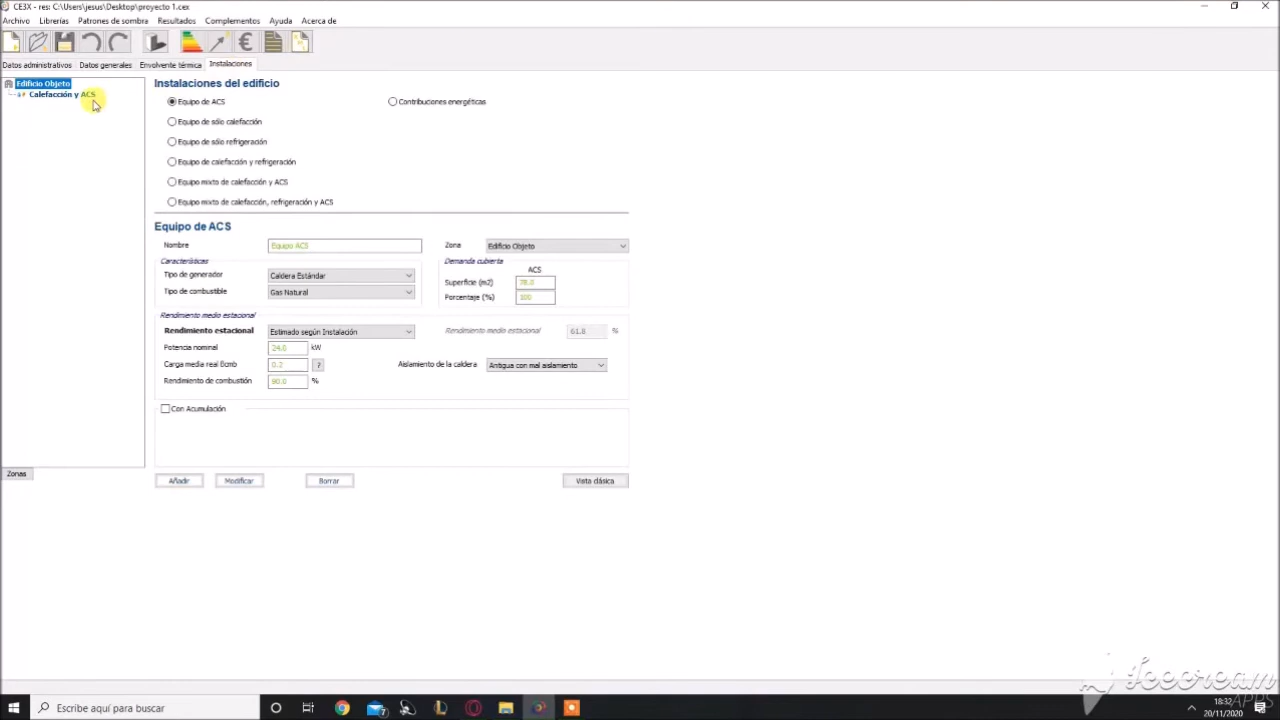 CE3X - res: C:\Users\jesus\Desktop\proyecto 1.cex
Archivo Librerías Patrones de sombra Resultados Complementos Ayuda Acerca de
Datos administrativos Datos generales Envolvente térmica Instalaciones
Edificio Objeto
Calefacción y ACS
Instalaciones del edificio
Equipo de ACS Contribuciones energéticas
Equipo de sólo calefacción
Equipo de sólo refrigeración
Equipo de calefacción y refrigeración
Equipo mixto de calefacción y ACS
Equipo mixto de calefacción, refrigeración y ACS
Equipo de ACS
Nombre Equipo ACS Zona Edificio Objeto
Características Demanda cubierta
ACS
Tipo de generador Caldera Estándar Superficie (m2) 78.0
Tipo de combustible Gas Natural Porcentaje (%) 100
Rendimiento medio estacional
Rendimiento estacional Estimado según Instalación Rendimiento medio estacional 61.8 %
Potencia nominal 24.0 kW
Carga media real βcmb 0.2 ? Aislamiento de la caldera Antigua con mal aislamiento
Rendimiento de combustión 90.0 %
Con Acumulación
Zonas
Añadir Modificar Borrar Vista clásica
Icecream
APPS
Escribe aquí para buscar
18:32
20/11/2020